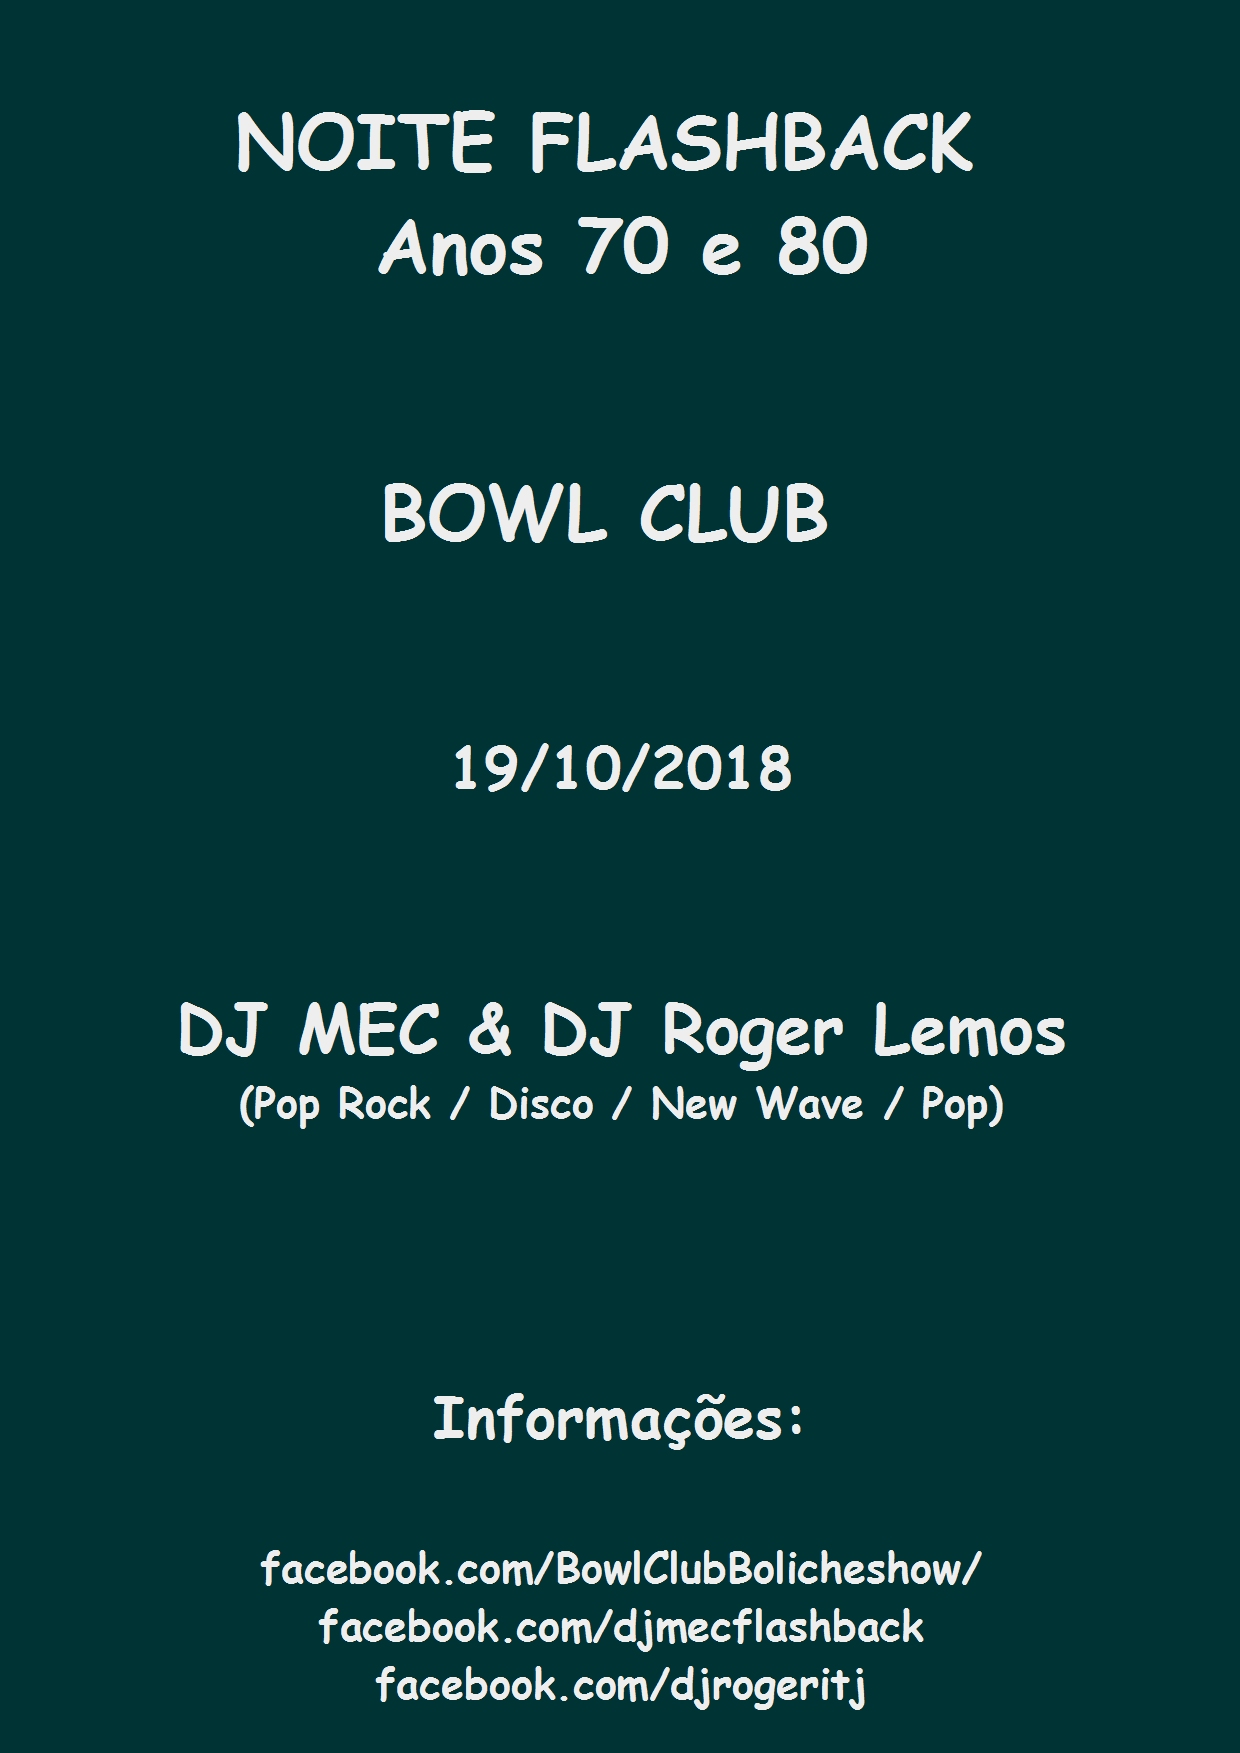 NOITE FLASHBACK
Anos 70 e 80
BOWL CLUB
19/10/2018
DJ MEC & DJ Roger Lemos
(Pop Rock / Disco / New Wave / Pop)
Informações:
facebook.com/BowlClubBolicheshow/
facebook.com/djmecflashback
facebook.com/djrogeritj